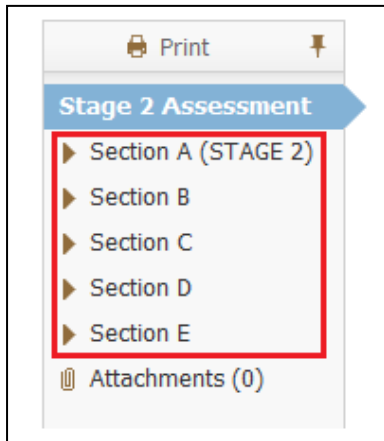 Print
Stage 2 Assessment
Section A (STAGE 2)
Section B
Section C
Section D
Section E
Attachments (0)